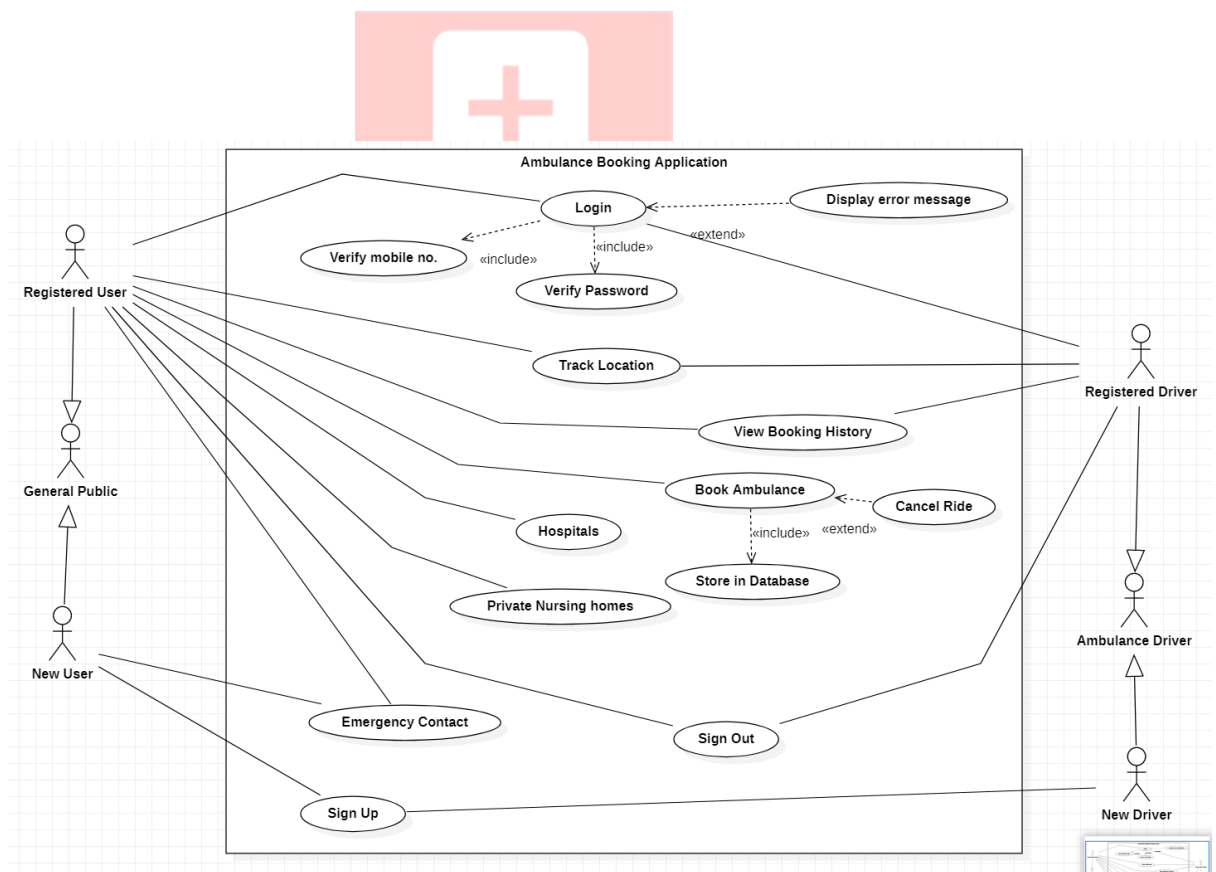 Ambulance Booking Application
Login
Display error message
«extend»
«include»
Verify mobile no.
«include»
Verify Password
Registered User
Track Location
Registered Driver
View Booking History
General Public
Book Ambulance
Cancel Ride
«include»
«extend»
Hospitals
Store in Database
Private Nursing homes
Ambulance Driver
New User
Emergency Contact
Sign Out
Sign Up
New Driver